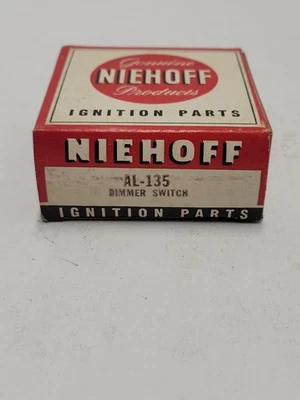 Genuine
NIEHOFF
Products
IGNITION PARTS
NIEHOFF
AL-135
DIMMER SWITCH
IGNITION PARTS